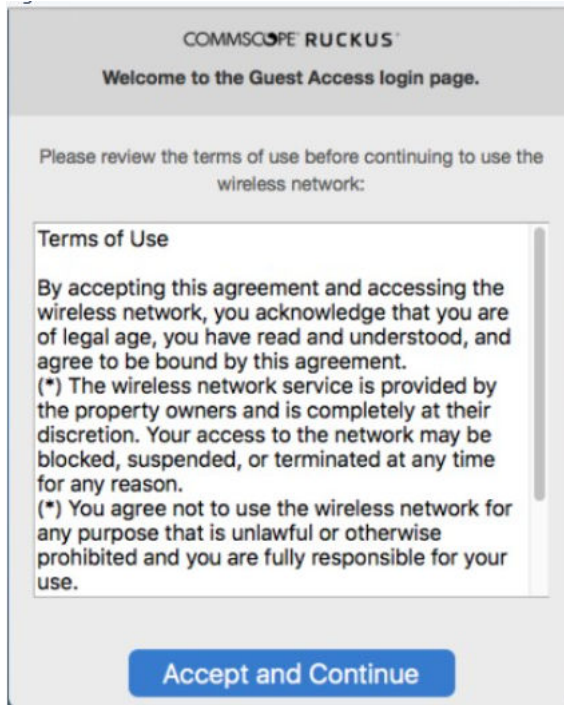 COMMSCOPE RUCKUS
Welcome to the Guest Access login page.
Please review the terms of use before continuing to use the
wireless network:
Terms of Use
By accepting this agreement and accessing the
wireless network, you acknowledge that you are
of legal age, you have read and understood, and
agree to be bound by this agreement.
(*) The wireless network service is provided by
the property owners and is completely at their
discretion. Your access to the network may be
blocked, suspended, or terminated at any time
for any reason.
(*) You agree not to use the wireless network for
any purpose that is unlawful or otherwise
prohibited and you are fully responsible for your
use.
Accept and Continue